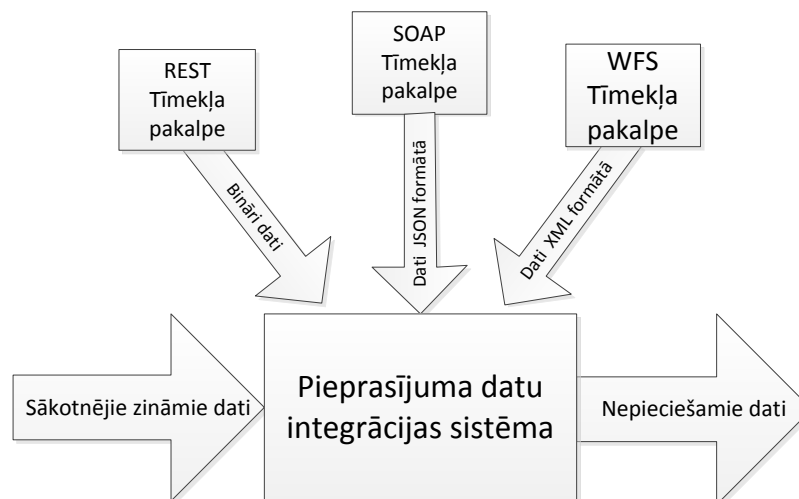 REST
Tīmekļa
pakalpe
SOAP
Tīmekļa
pakalpe
WFS
Tīmekļa
pakalpe
Bināri dati
Dati JSON formātā
Dati XML formātā
Sākotnējie zināmie dati
Pieprasījuma datu
integrācijas sistēma
Nepieciešamie dati